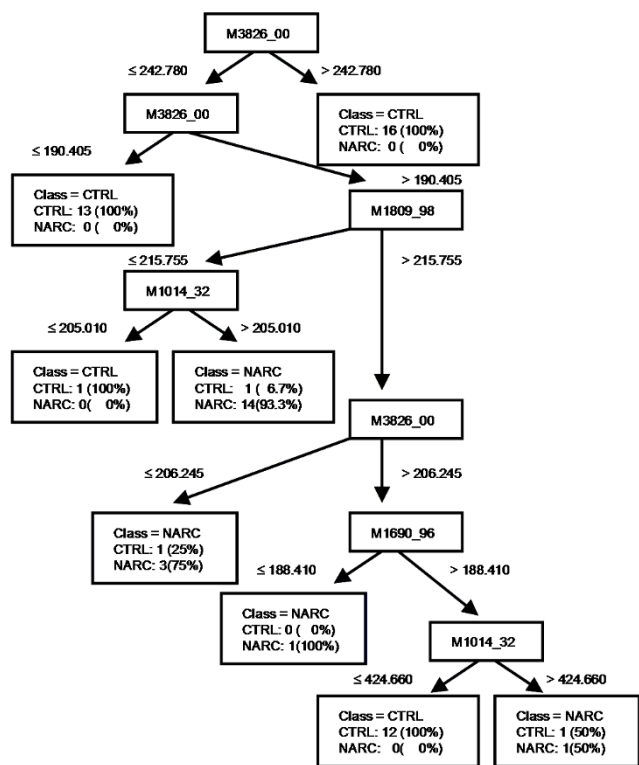 M3826_00
≤ 242.780
> 242.780
M3826_00
Class = CTRL
CTRL: 16 (100%)
NARC: 0 ( 0%)
≤ 190.405
> 190.405
Class = CTRL
CTRL: 13 (100%)
NARC: 0 ( 0%)
M1809_98
≤ 215.755
> 215.755
M1014_32
≤ 205.010
> 205.010
Class = CTRL
CTRL: 1 (100%)
NARC: 0( 0%)
Class = NARC
CTRL: 1 ( 6.7%)
NARC: 14(93.3%)
M3826_00
≤ 206.245
> 206.245
Class = NARC
CTRL: 1 (25%)
NARC: 3(75%)
M1690_96
≤ 188.410
> 188.410
Class = NARC
CTRL: 0 ( 0%)
NARC: 1(100%)
M1014_32
≤ 424.660
> 424.660
Class = CTRL
CTRL: 12 (100%)
NARC: 0( 0%)
Class = NARC
CTRL: 1 (50%)
NARC: 1(50%)